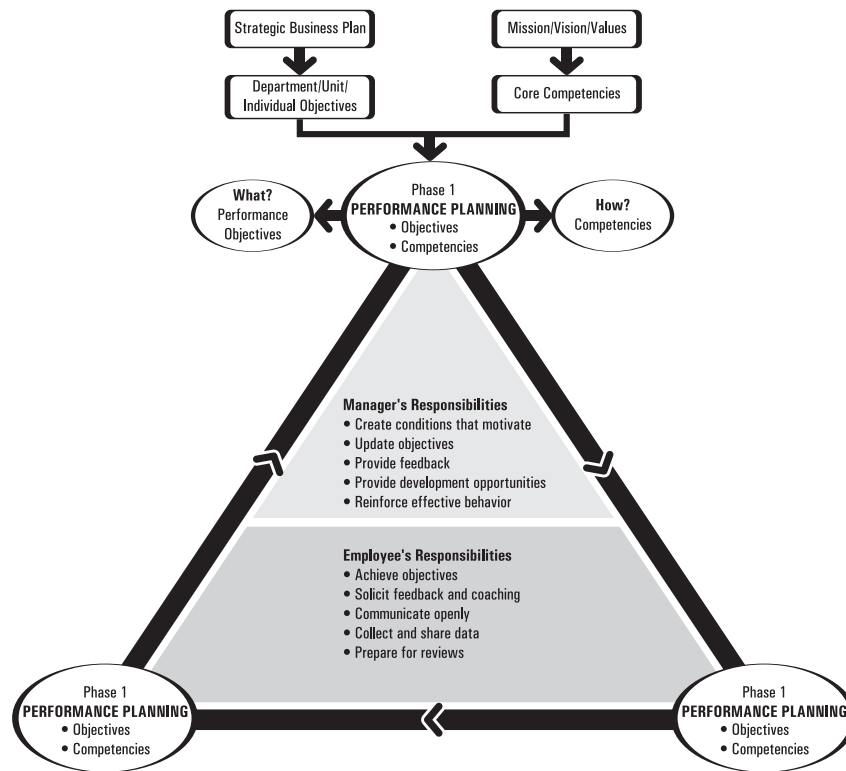 Strategic Business Plan
Mission/Vision/Values
Department/Unit/
Individual Objectives
Core Competencies
What?
Performance
Objectives
Phase 1
PERFORMANCE PLANNING
• Objectives
• Competencies
How?
Competencies
Manager's Responsibilities
• Create conditions that motivate
• Update objectives
• Provide feedback
• Provide development opportunities
• Reinforce effective behavior
Employee's Responsibilities
• Achieve objectives
• Solicit feedback and coaching
• Communicate openly
• Collect and share data
• Prepare for reviews
Phase 1
PERFORMANCE PLANNING
• Objectives
• Competencies
Phase 1
PERFORMANCE PLANNING
• Objectives
• Competencies